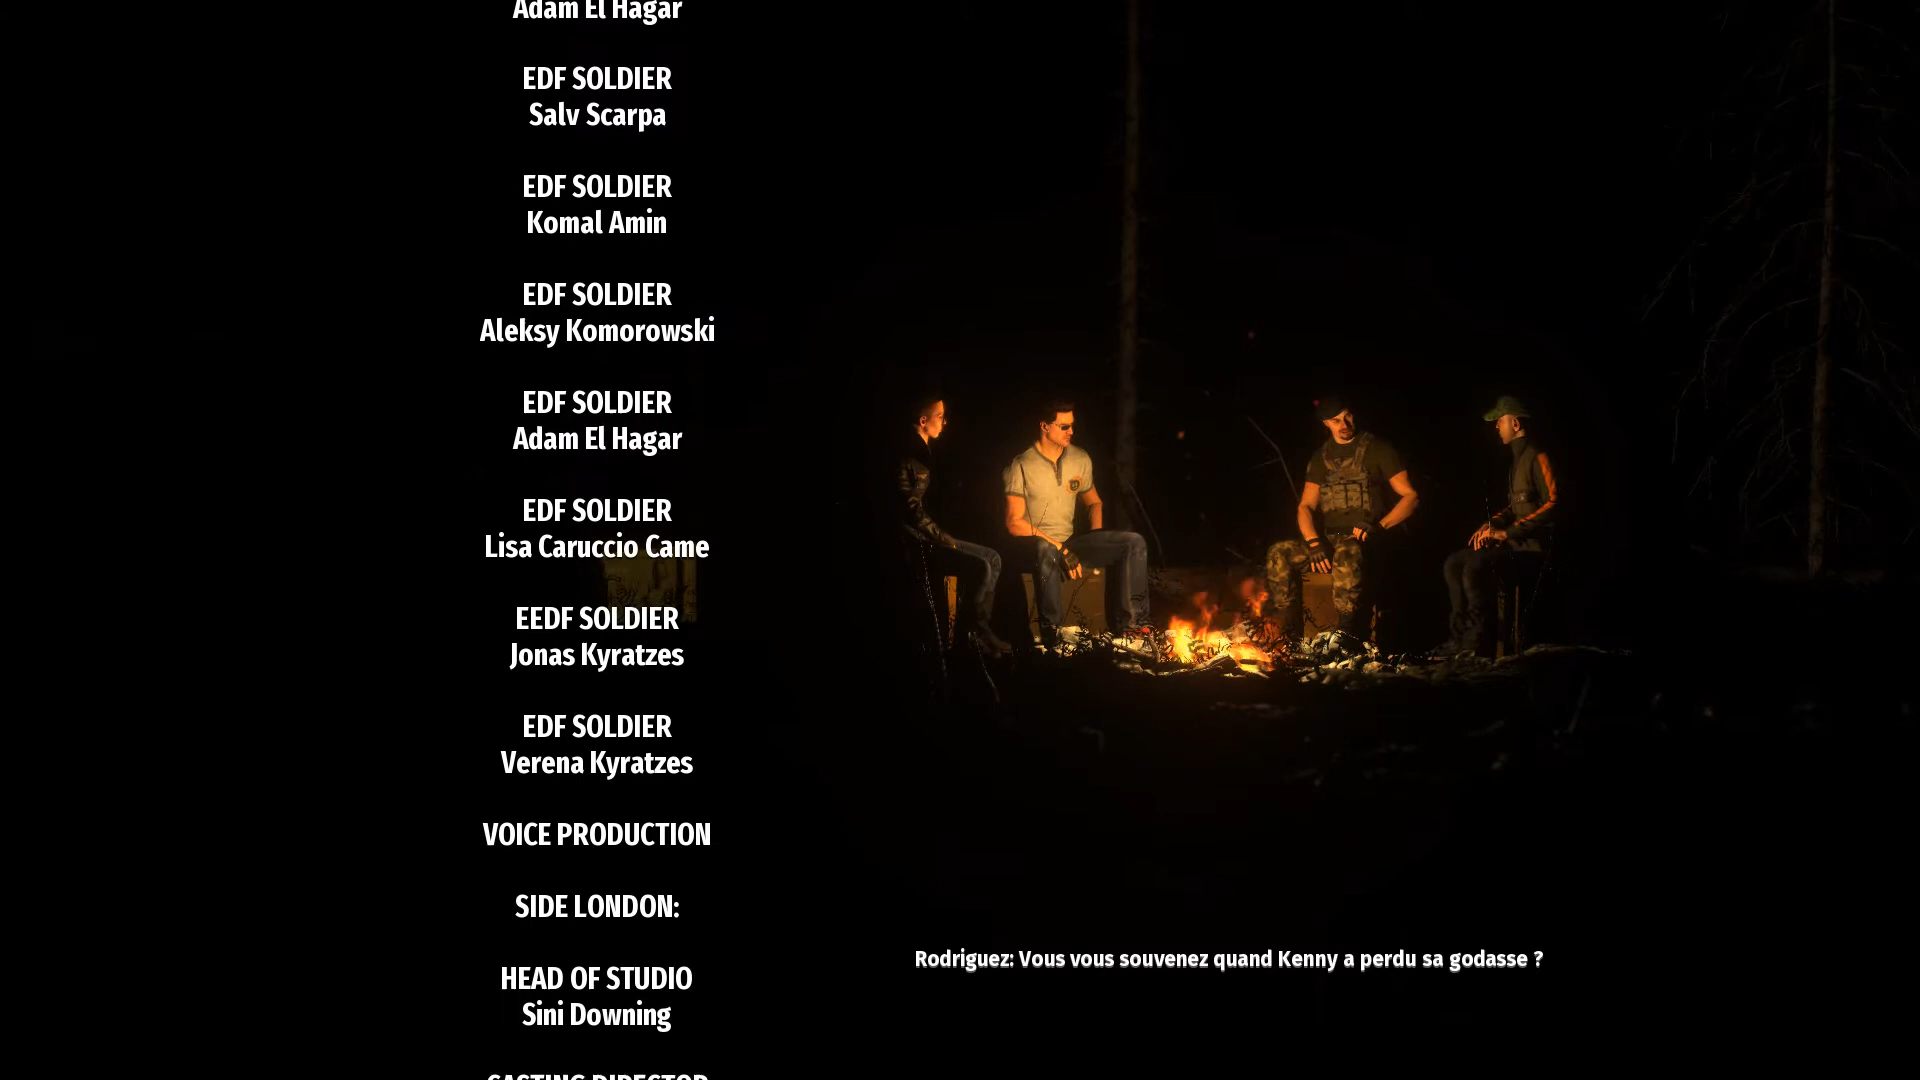 Adam El Hagar
EDF SOLDIER
Salv Scarpa
EDF SOLDIER
Komal Amin
EDF SOLDIER
Aleksy Komorowski
EDF SOLDIER
Adam El Hagar
EDF SOLDIER
Lisa Caruccio Came
EEDF SOLDIER
Jonas Kyratzes
EDF SOLDIER
Verena Kyratzes
VOICE PRODUCTION
SIDE LONDON:
HEAD OF STUDIO
Sini Downing
CASTING DIRECTOR
Rodriguez: Vous vous souvenez quand Kenny a perdu sa godasse ?